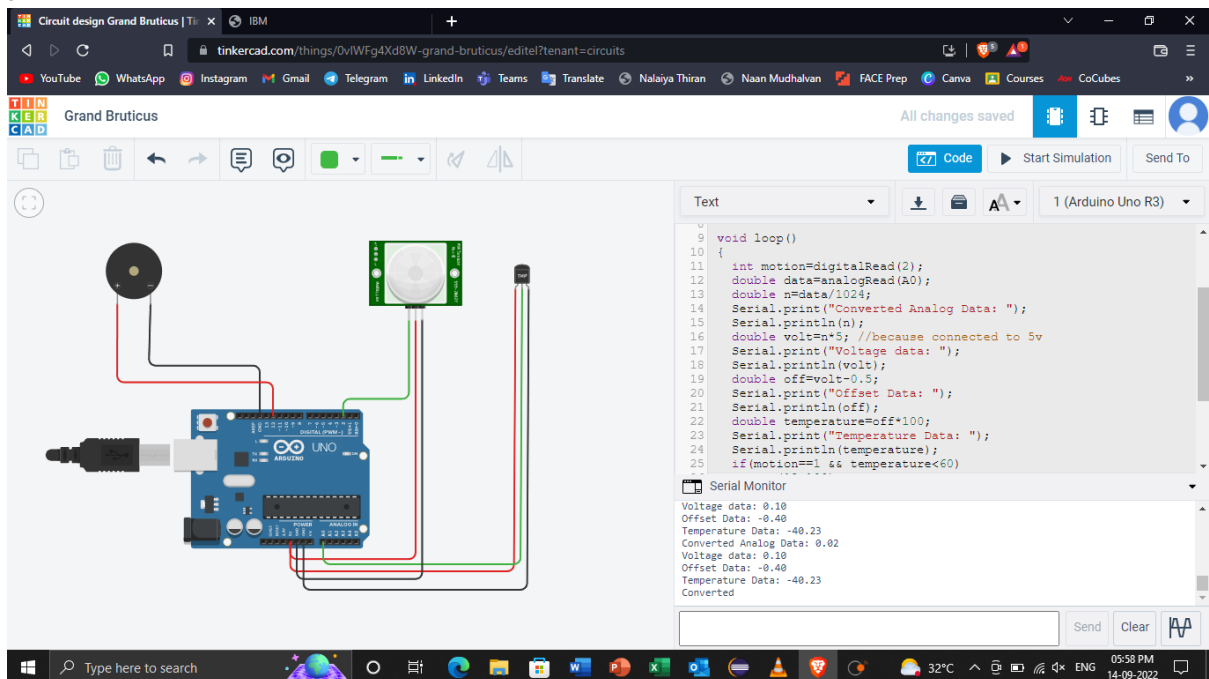 Circuit design Grand Bruticus | Tin
IBM
tinkercad.com/things/0vlWFg4Xd8W-grand-bruticus/editel?tenant=circuits
YouTube WhatsApp Instagram Gmail Telegram LinkedIn Teams Translate Nalaiya Thiran Naan Mudhalvan FACE Prep Canva Courses CoCubes »
TIN
KER
CAD
Grand Bruticus
All changes saved
Code
Start Simulation
Send To
Text
1 (Arduino Uno R3)
9 void loop()
10 {
11 int motion=digitalRead(2);
12 double data=analogRead(A0);
13 double n=data/1024;
14 Serial.print("Converted Analog Data: ");
15 Serial.println(n);
16 double volt=n*5; //because connected to 5v
17 Serial.print("Voltage data: ");
18 Serial.println(volt);
19 double off=volt-0.5;
20 Serial.print("Offset Data: ");
21 Serial.println(off);
22 double temperature=off*100;
23 Serial.print("Temperature Data: ");
24 Serial.println(temperature);
25 if(motion==1 && temperature<60)
TMP
DIGITAL (PWM~)
UNO
ARDUINO
POWER
ANALOG IN
Serial Monitor
Voltage data: 0.10
Offset Data: -0.40
Temperature Data: -40.23
Converted Analog Data: 0.02
Voltage data: 0.10
Offset Data: -0.40
Temperature Data: -40.23
Converted
Send
Clear
Type here to search
32°C
ENG
05:58 PM
14-09-2022